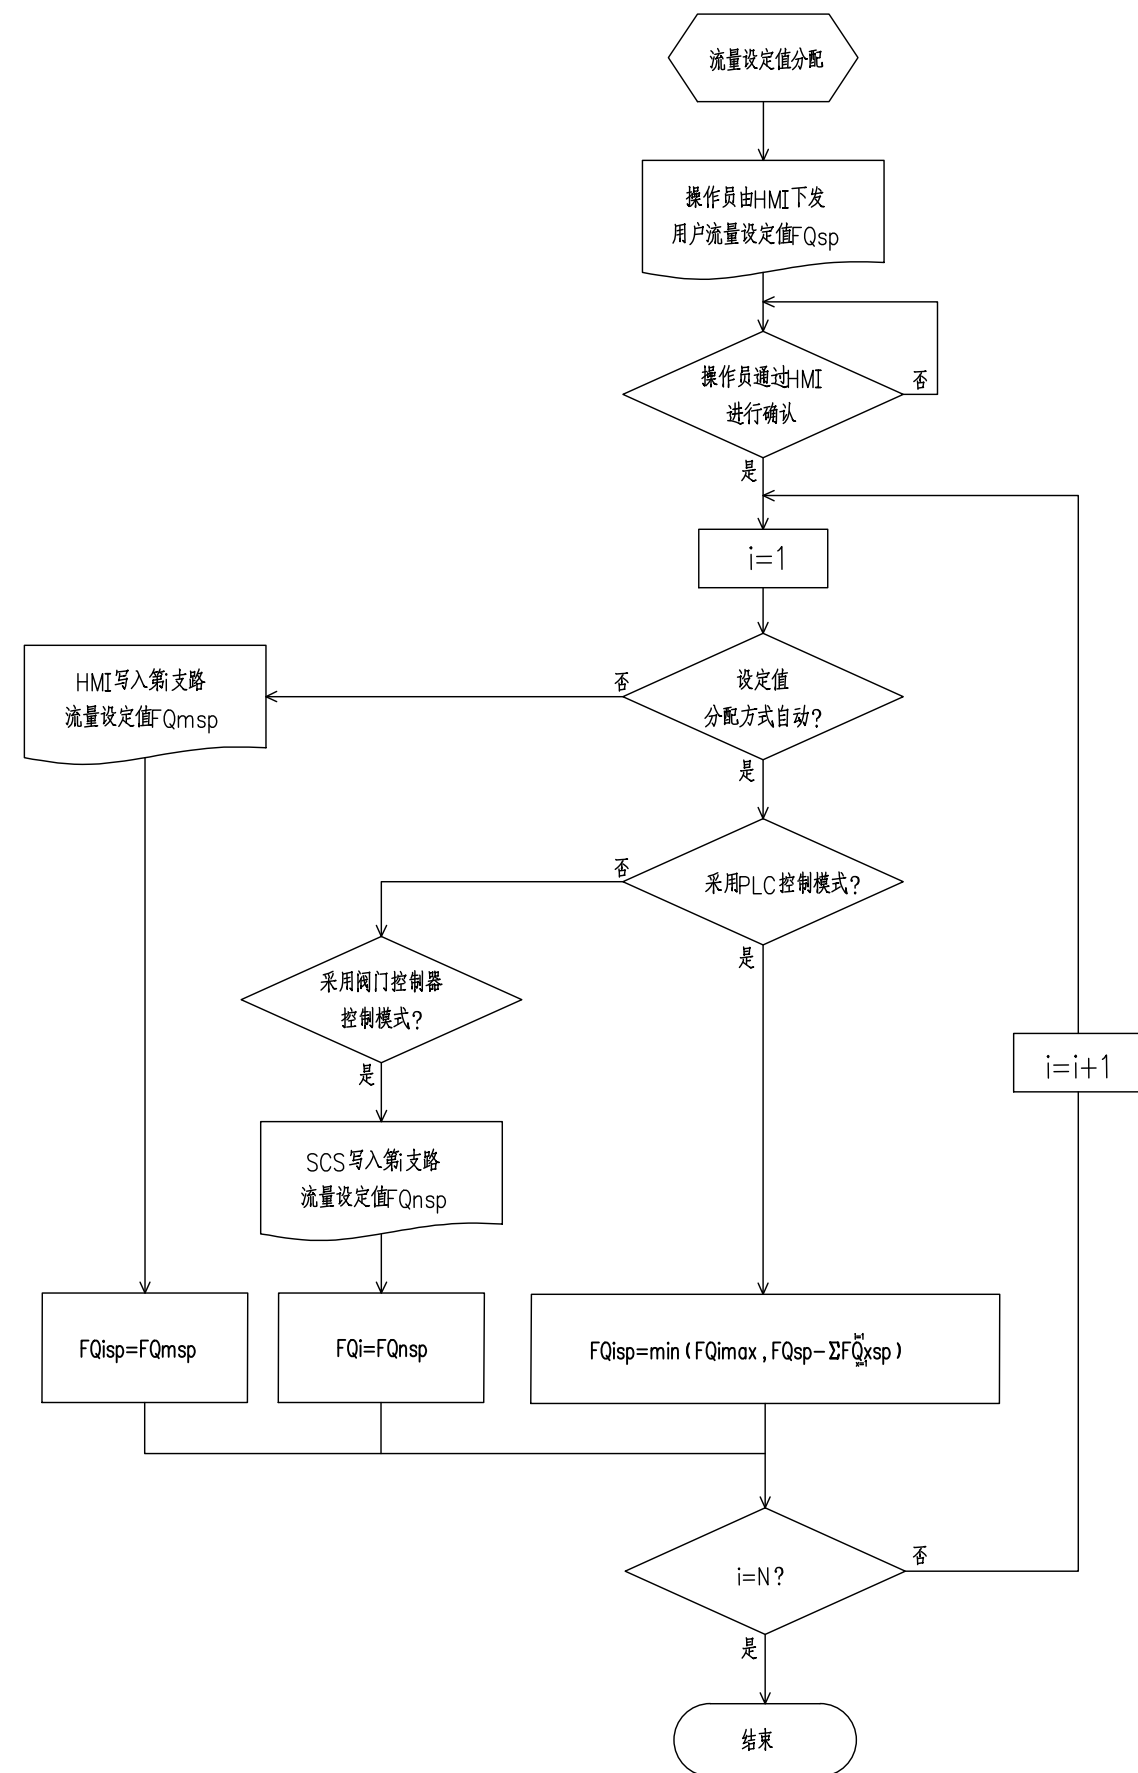 流量设定值分配
操作员由HMI下发
用户流量设定值FQsp
操作员通过HMI
进行确认
否
是
i=1
设定值
分配方式自动?
否
是
HMI写入第i支路
流量设定值FQmsp
采用PLC控制模式?
否
是
采用阀门控制器
控制模式?
是
i=i+1
SCS写入第i支路
流量设定值FQnsp
FQisp=FQmsp
FQi=FQnsp
FQisp=min(FQimax,FQsp-ΣFQxsp)
x=1
i=N?
否
是
结束